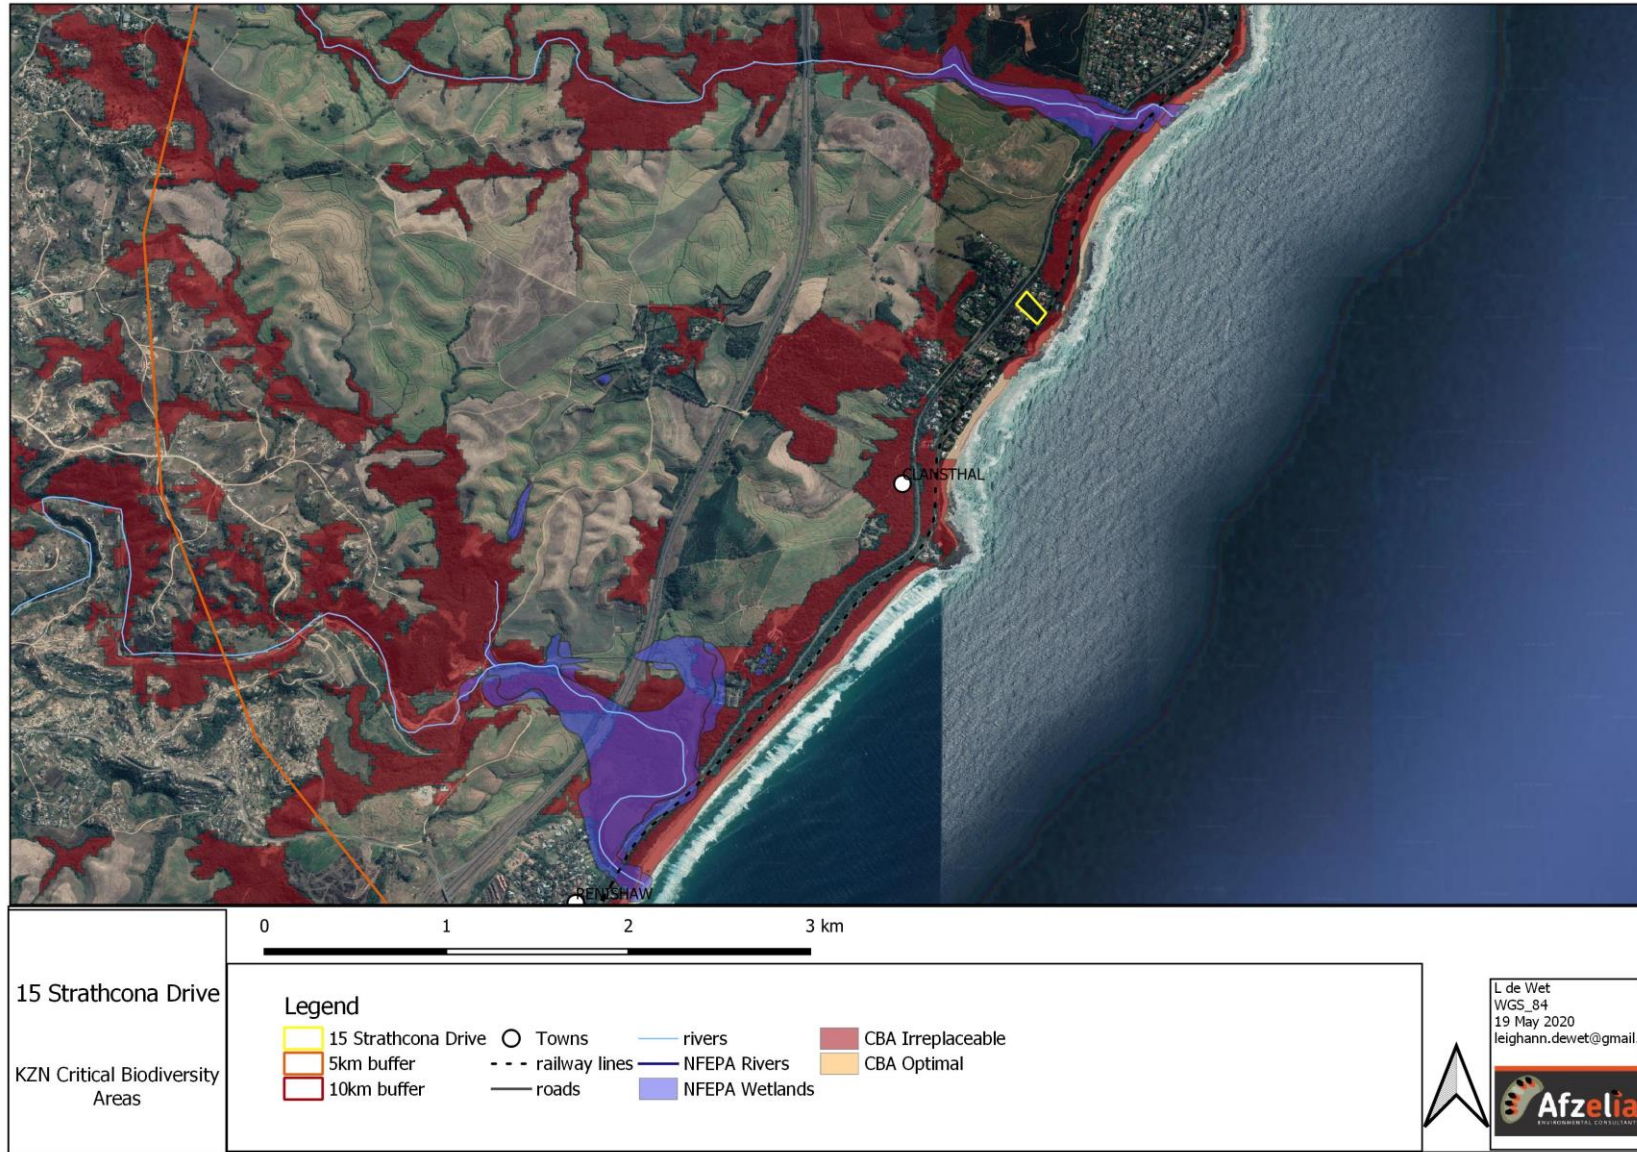 CLANSTHAL
RENISHAW
0 1 2 3 km
15 Strathcona Drive
KZN Critical Biodiversity
Areas
Legend
15 Strathcona Drive
5km buffer
10km buffer
Towns
railway lines
roads
rivers
NFEPA Rivers
NFEPA Wetlands
CBA Irreplaceable
CBA Optimal
L de Wet
WGS_84
19 May 2020
leighann.dewet@gmail.
Afzelia
ENVIRONMENTAL CONSULTANT